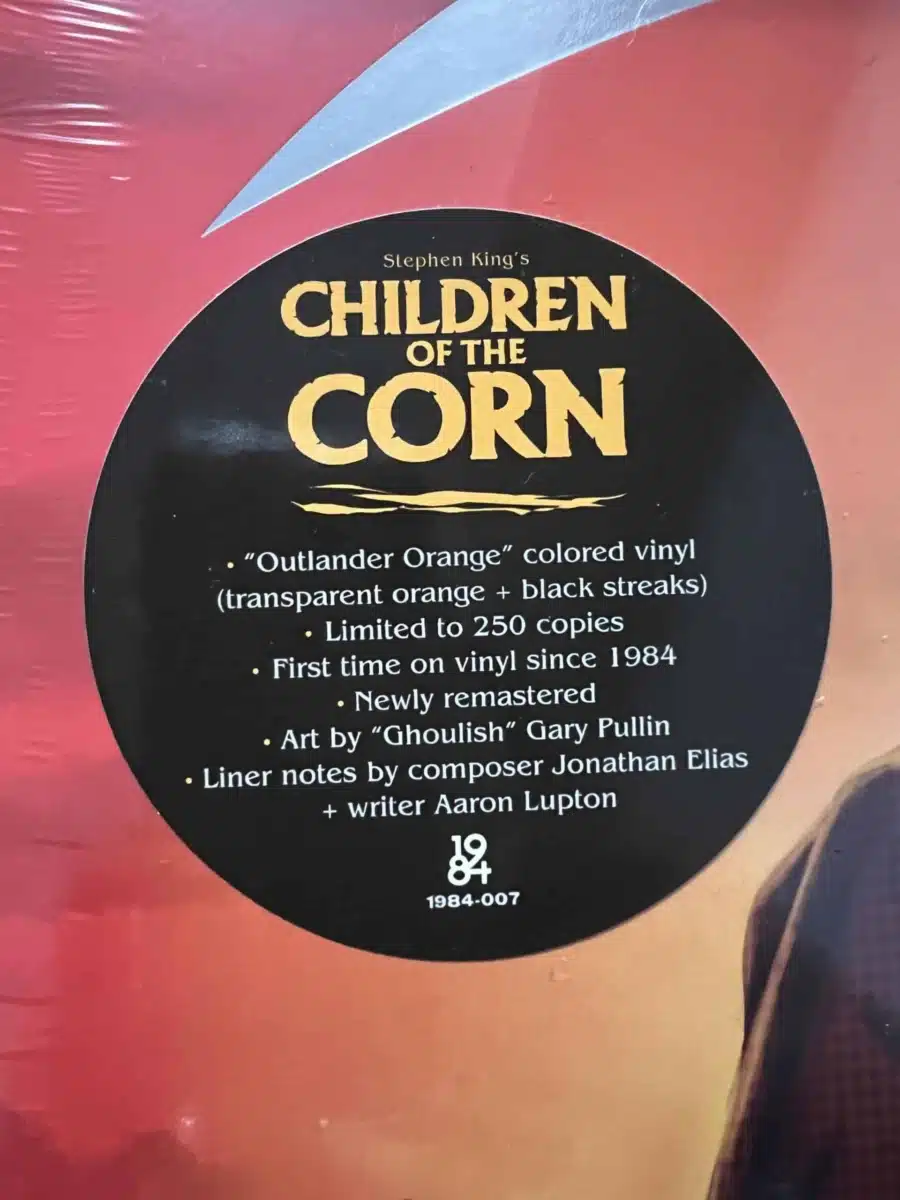 Stephen King's
CHILDREN
OF THE
CORN
• "Outlander Orange" colored vinyl
(transparent orange + black streaks)
• Limited to 250 copies
• First time on vinyl since 1984
• Newly remastered
• Art by "Ghoulish" Gary Pullin
• Liner notes by composer Jonathan Elias
+ writer Aaron Lupton
19
84
1984-007